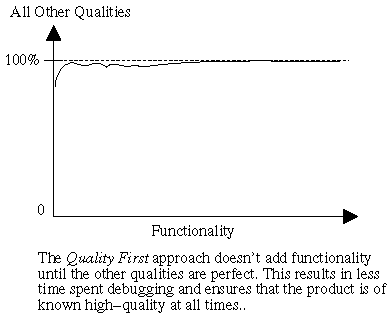 All Other Qualities
100%
0
Functionality
The Quality First approach doesn't add functionality
until the other qualities are perfect. This results in less
time spent debugging and ensures that the product is of
known high–quality at all times..